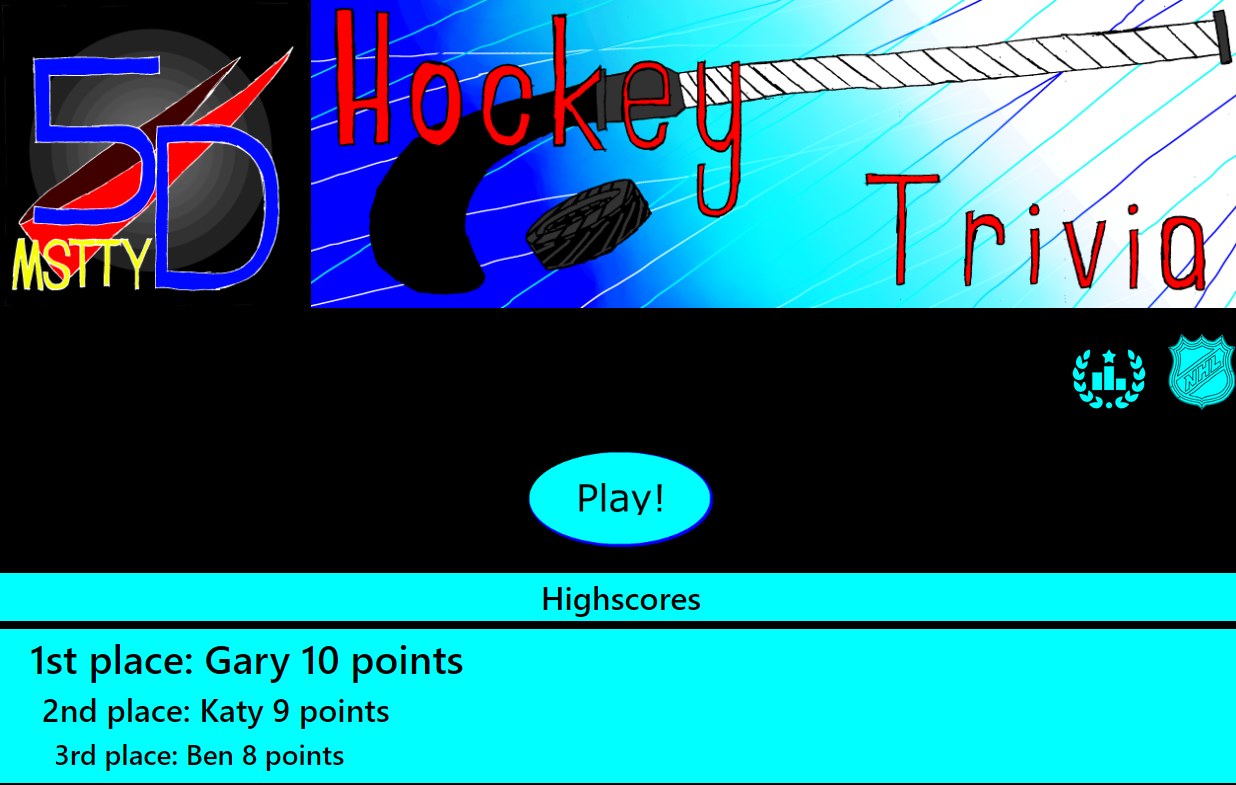 5D
MSTTY
Hockey
Trivia
NHL
Play!
Highscores
1st place: Gary 10 points
2nd place: Katy 9 points
3rd place: Ben 8 points